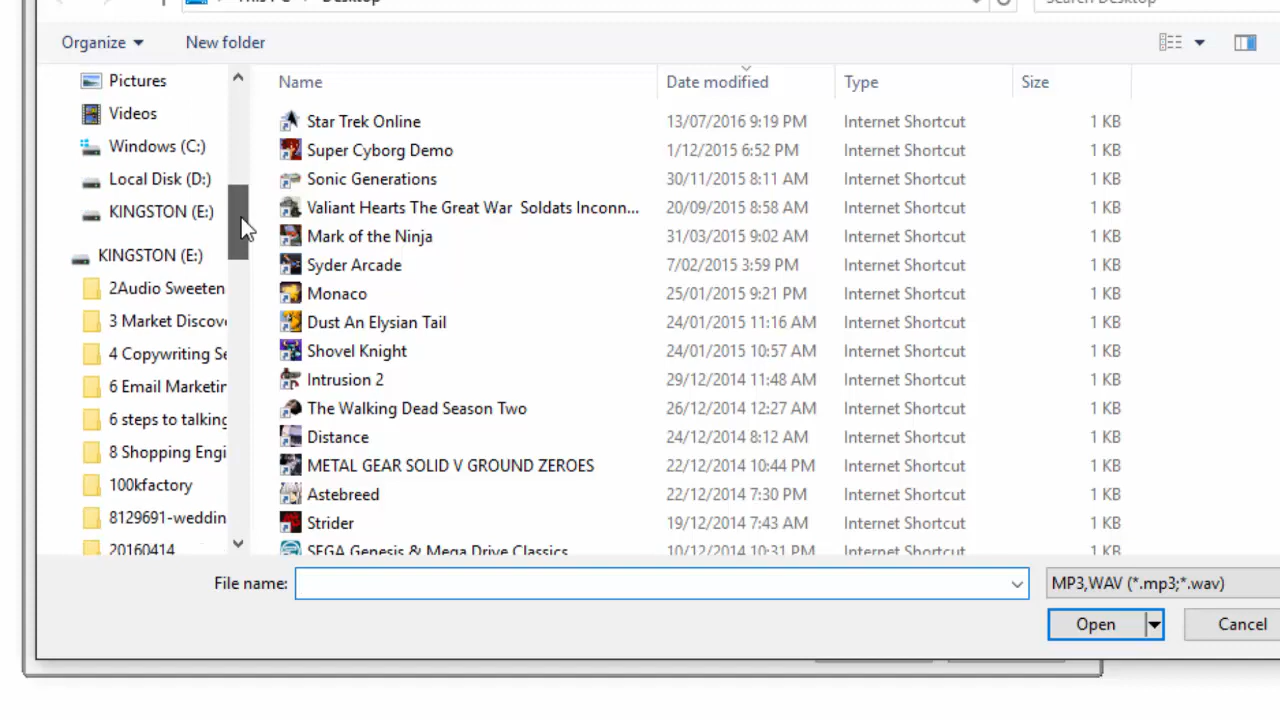 This PC > Desktop
Search Desktop
Organize
New folder
Name
Date modified
Type
Size
Pictures
Videos
Windows (C:)
Local Disk (D:)
KINGSTON (E:)
KINGSTON (E:)
2Audio Sweeten
3 Market Discov
4 Copywriting Se
6 Email Marketin
6 steps to talking
8 Shopping Engi
100kfactory
8129691-weddin
20160414
Star Trek Online 13/07/2016 9:19 PM Internet Shortcut 1 KB
Super Cyborg Demo 1/12/2015 6:52 PM Internet Shortcut 1 KB
Sonic Generations 30/11/2015 8:11 AM Internet Shortcut 1 KB
Valiant Hearts The Great War Soldats Inconn... 20/09/2015 8:58 AM Internet Shortcut 1 KB
Mark of the Ninja 31/03/2015 9:02 AM Internet Shortcut 1 KB
Syder Arcade 7/02/2015 3:59 PM Internet Shortcut 1 KB
Monaco 25/01/2015 9:21 PM Internet Shortcut 1 KB
Dust An Elysian Tail 24/01/2015 11:16 AM Internet Shortcut 1 KB
Shovel Knight 24/01/2015 10:57 AM Internet Shortcut 1 KB
Intrusion 2 29/12/2014 11:48 AM Internet Shortcut 1 KB
The Walking Dead Season Two 26/12/2014 12:27 AM Internet Shortcut 1 KB
Distance 24/12/2014 8:12 AM Internet Shortcut 1 KB
METAL GEAR SOLID V GROUND ZEROES 22/12/2014 10:44 PM Internet Shortcut 1 KB
Astebreed 22/12/2014 7:30 PM Internet Shortcut 1 KB
Strider 19/12/2014 7:43 AM Internet Shortcut 1 KB
SEGA Genesis & Mega Drive Classics 10/12/2014 10:31 PM Internet Shortcut 1 KB
File name:
MP3,WAV (*.mp3;*.wav)
Open
Cancel